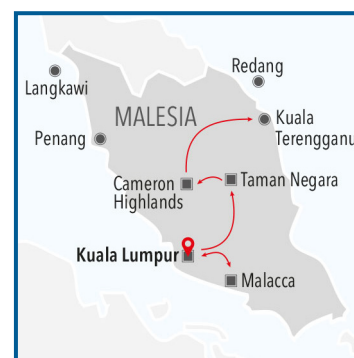 Redang
Langkawi
MALESIA
Kuala
Terengganu
Penang
Cameron
Highlands
Taman Negara
Kuala Lumpur
Malacca